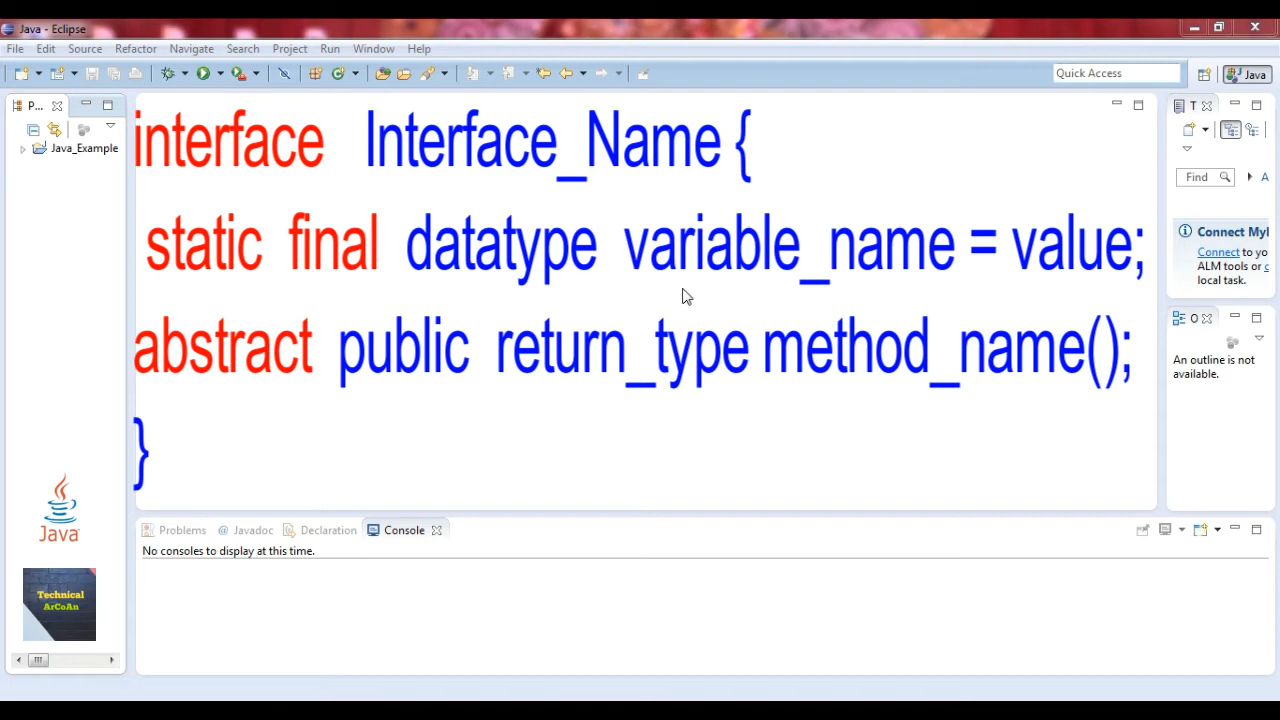 Java - Eclipse
File Edit Source Refactor Navigate Search Project Run Window Help
Quick Access
Java
P...
Java_Example
interface Interface_Name {
static final datatype variable_name = value;
abstract public return_type method_name();
}
T
Find
A
Connect Myl
Connect to yo
ALM tools or c
local task.
O
An outline is not
available.
Java
Technical
ArCoAn
Problems @ Javadoc Declaration Console
No consoles to display at this time.